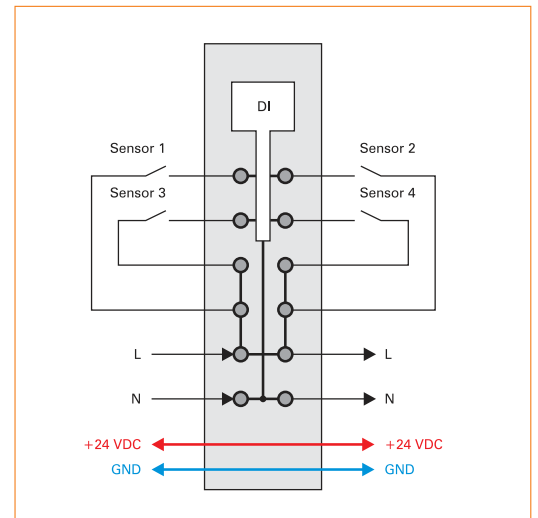 DI
Sensor 1
Sensor 2
Sensor 3
Sensor 4
L
L
N
N
+24 VDC
+24 VDC
GND
GND